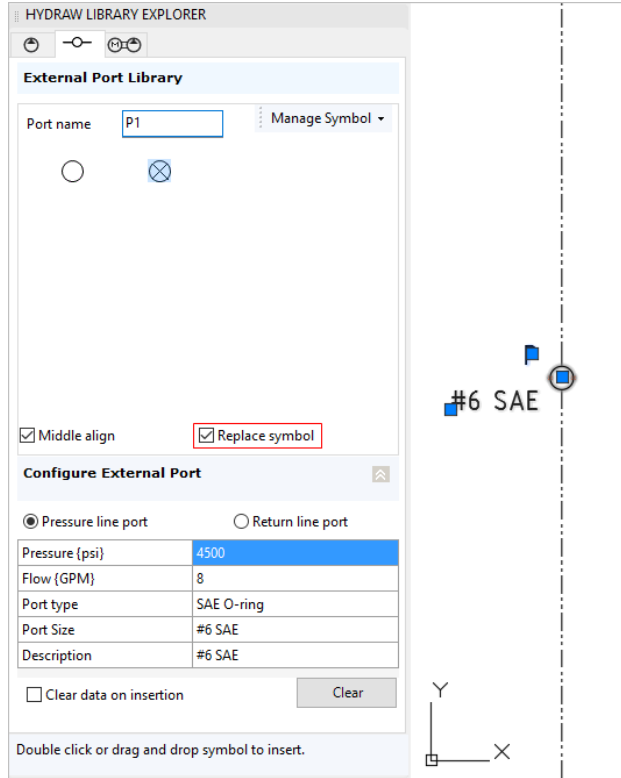 HYDRAW LIBRARY EXPLORER
M
External Port Library
Port name P1 Manage Symbol
Middle align Replace symbol
Configure External Port
Pressure line port Return line port
Pressure {psi} 4500
Flow {GPM} 8
Port type SAE O-ring
Port Size #6 SAE
Description #6 SAE
Clear data on insertion Clear
Double click or drag and drop symbol to insert.
P
#6 SAE
Y
X